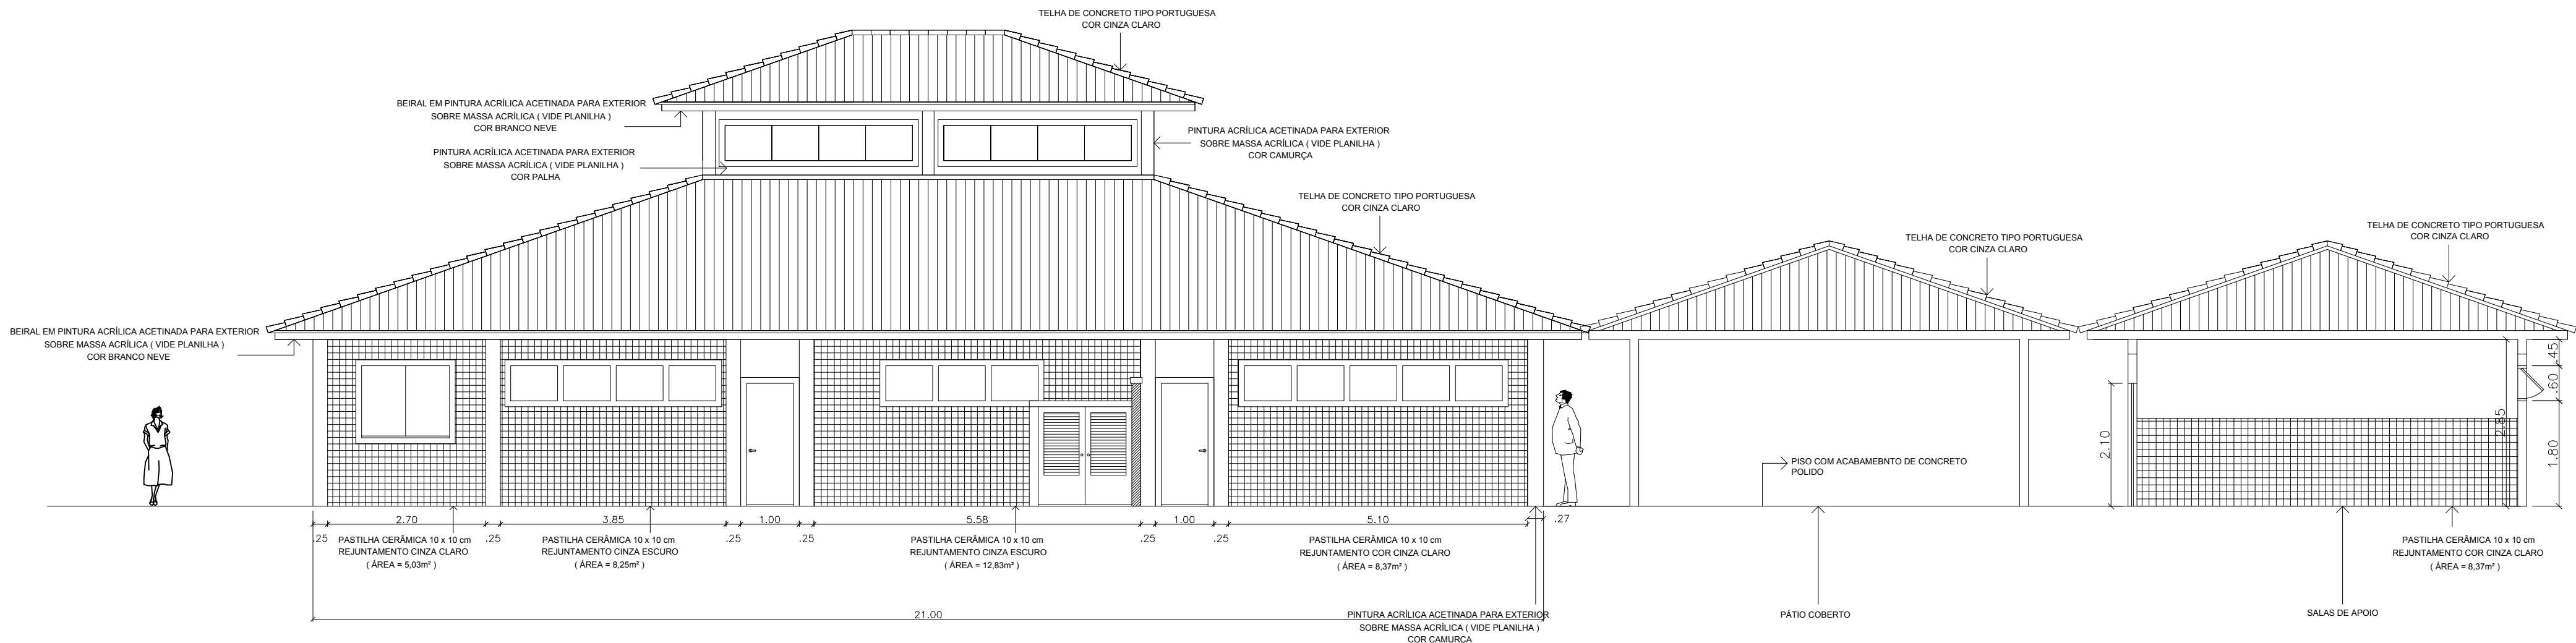 TELHA DE CONCRETO TIPO PORTUGUESA
COR CINZA CLARO
BEIRAL EM PINTURA ACRÍLICA ACETINADA PARA EXTERIOR
SOBRE MASSA ACRÍLICA ( VIDE PLANILHA )
COR BRANCO NEVE
PINTURA ACRÍLICA ACETINADA PARA EXTERIOR
SOBRE MASSA ACRÍLICA ( VIDE PLANILHA )
COR CAMURÇA
PINTURA ACRÍLICA ACETINADA PARA EXTERIOR
SOBRE MASSA ACRÍLICA ( VIDE PLANILHA )
COR PALHA
TELHA DE CONCRETO TIPO PORTUGUESA
COR CINZA CLARO
TELHA DE CONCRETO TIPO PORTUGUESA
COR CINZA CLARO
TELHA DE CONCRETO TIPO PORTUGUESA
COR CINZA CLARO
BEIRAL EM PINTURA ACRÍLICA ACETINADA PARA EXTERIOR
SOBRE MASSA ACRÍLICA ( VIDE PLANILHA )
COR BRANCO NEVE
.45
.60
2.85
2.10
1.80
PISO COM ACABAMEBNTO DE CONCRETO
POLIDO
2.70
3.85
1.00
5.58
1.00
5.10
.27
.25
.25
.25
.25
.25
.25
PASTILHA CERÂMICA 10 x 10 cm
REJUNTAMENTO CINZA CLARO
( ÁREA = 5,03m² )
PASTILHA CERÂMICA 10 x 10 cm
REJUNTAMENTO CINZA ESCURO
( ÁREA = 8,25m² )
PASTILHA CERÂMICA 10 x 10 cm
REJUNTAMENTO CINZA ESCURO
( ÁREA = 12,83m² )
PASTILHA CERÂMICA 10 x 10 cm
REJUNTAMENTO COR CINZA CLARO
( ÁREA = 8,37m² )
PASTILHA CERÂMICA 10 x 10 cm
REJUNTAMENTO COR CINZA CLARO
( ÁREA = 8,37m² )
21.00
PINTURA ACRÍLICA ACETINADA PARA EXTERIOR
SOBRE MASSA ACRÍLICA ( VIDE PLANILHA )
COR CAMURÇA
PÁTIO COBERTO
SALAS DE APOIO